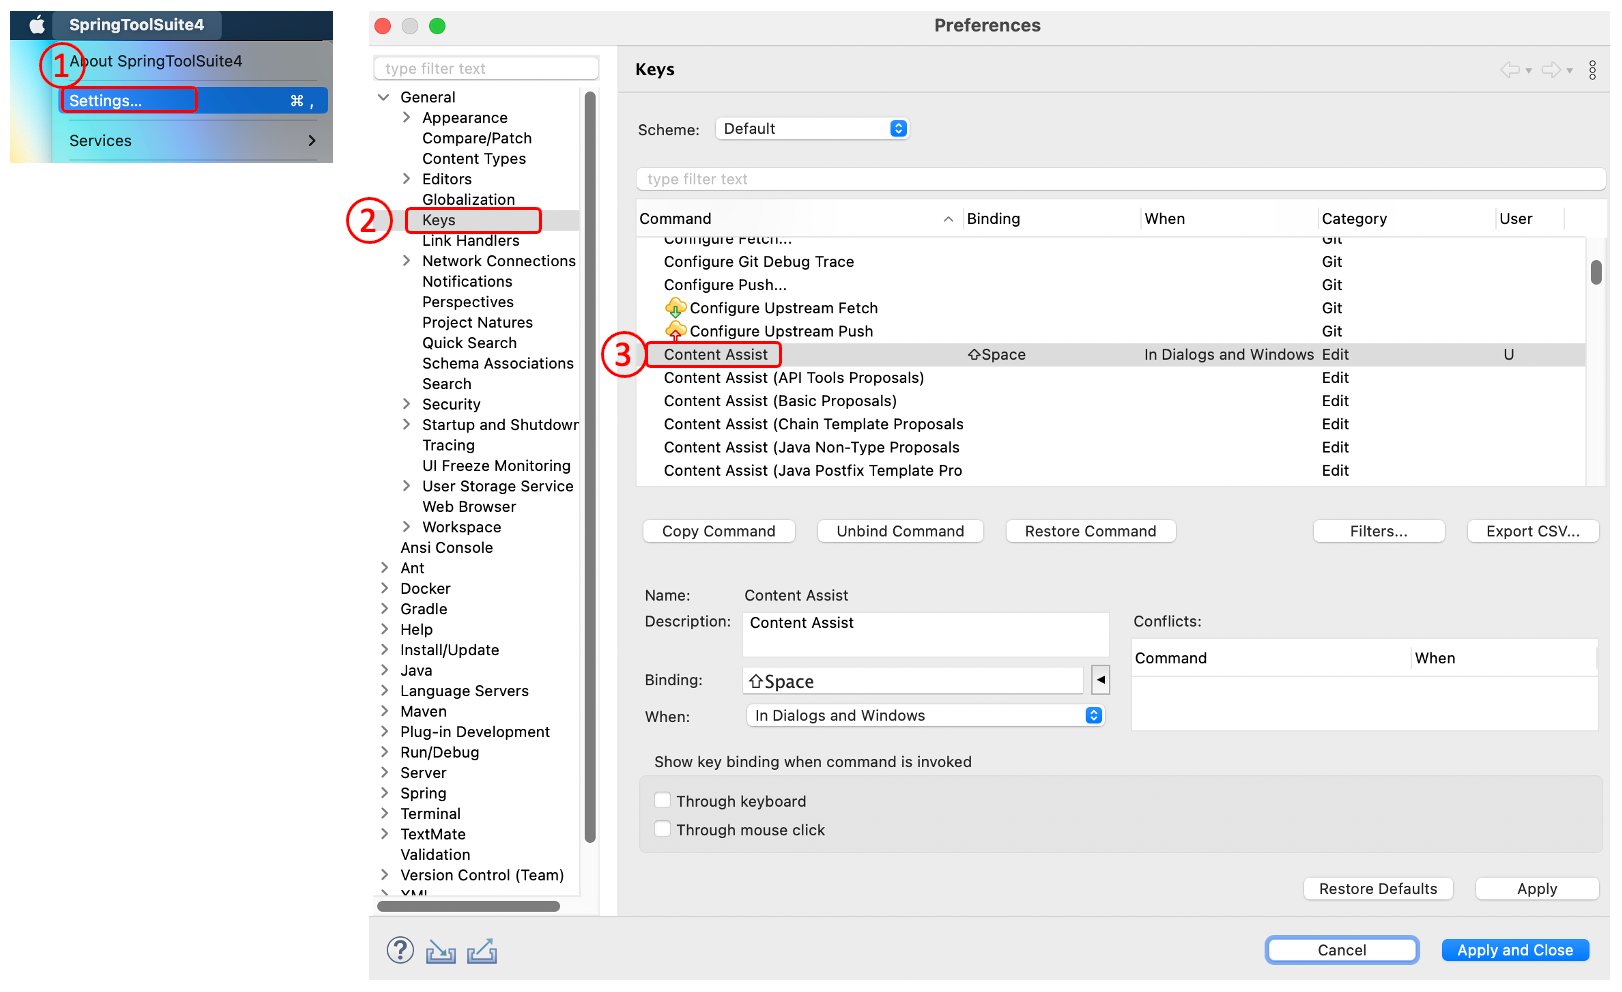 SpringToolSuite4
① About SpringToolSuite4
Settings... ⌘ ,
Services
Preferences
type filter text
General
Appearance
Compare/Patch
Content Types
Editors
Globalization
② Keys
Link Handlers
Network Connections
Notifications
Perspectives
Project Natures
Quick Search
Schema Associations
Search
Security
Startup and Shutdown
Tracing
UI Freeze Monitoring
User Storage Service
Web Browser
Workspace
Ansi Console
Ant
Docker
Gradle
Help
Install/Update
Java
Language Servers
Maven
Plug-in Development
Run/Debug
Server
Spring
Terminal
TextMate
Validation
Version Control (Team)
XML
Keys
Scheme: Default
type filter text
Command Binding When Category User
Configure Fetch... Git
Configure Git Debug Trace Git
Configure Push... Git
Configure Upstream Fetch Git
Configure Upstream Push Git
③ Content Assist ⇧Space In Dialogs and Windows Edit U
Content Assist (API Tools Proposals) Edit
Content Assist (Basic Proposals) Edit
Content Assist (Chain Template Proposals Edit
Content Assist (Java Non-Type Proposals Edit
Content Assist (Java Postfix Template Pro Edit
Copy Command Unbind Command Restore Command Filters... Export CSV...
Name: Content Assist
Description: Content Assist
Binding: ⇧Space
When: In Dialogs and Windows
Conflicts:
Command When
Show key binding when command is invoked
Through keyboard
Through mouse click
Restore Defaults Apply
? Cancel Apply and Close